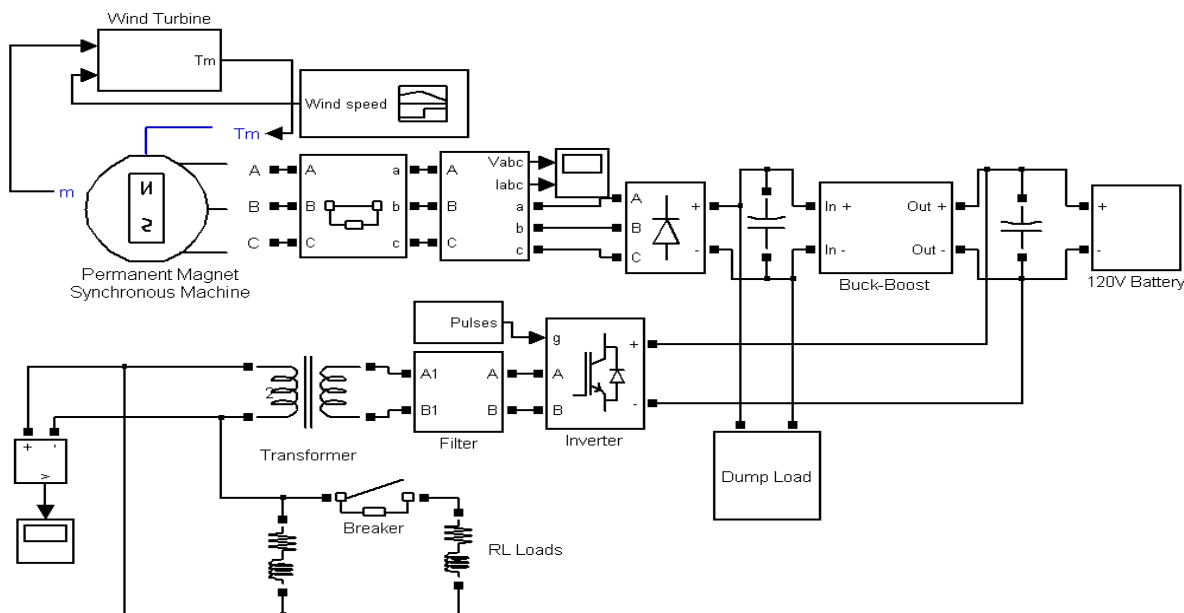 Wind Turbine
Tm
Wind speed
Tm
m
N
S
A
B
C
A
B
C
a
b
c
A
B
C
Vabc
Iabc
a
b
c
A
B
C
+
-
In +
In -
Out +
Out -
+
-
Permanent Magnet
Synchronous Machine
Buck-Boost
120V Battery
Pulses
g
A
B
+
-
A1
B1
A
B
2
Transformer
Filter
Inverter
+
-
v
Dump Load
Breaker
RL Loads